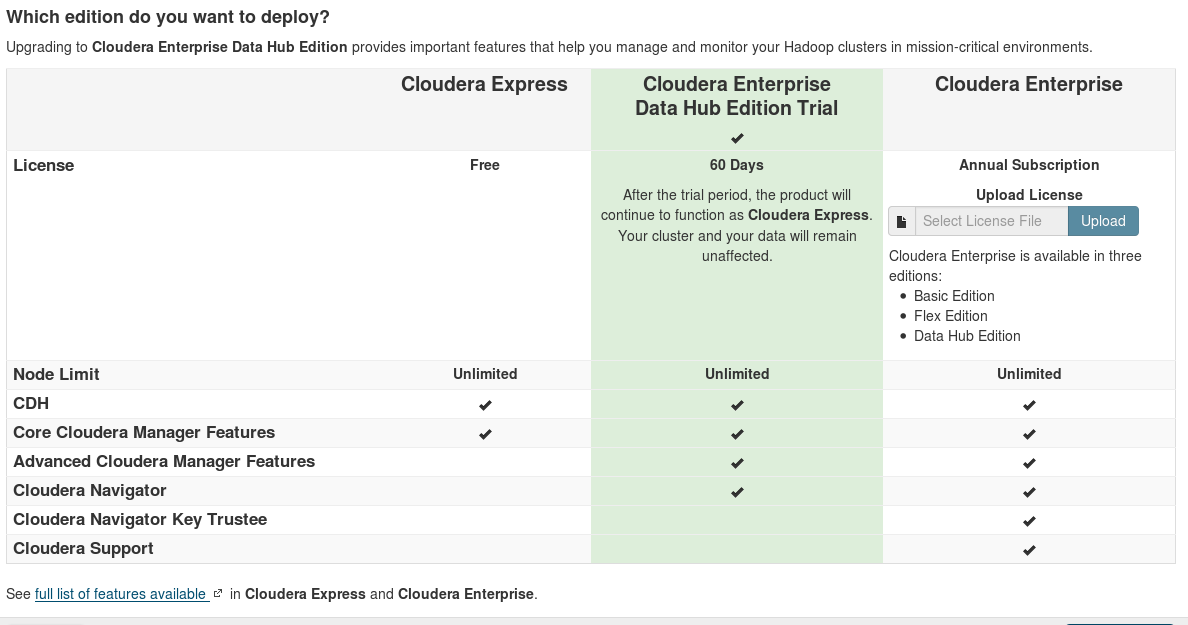 Which edition do you want to deploy?
Upgrading to Cloudera Enterprise Data Hub Edition provides important features that help you manage and monitor your Hadoop clusters in mission-critical environments.
Cloudera Express
Cloudera Enterprise
Data Hub Edition Trial
Cloudera Enterprise
License
Free
60 Days
After the trial period, the product will
continue to function as Cloudera Express.
Your cluster and your data will remain
unaffected.
Annual Subscription
Upload License
Select License File Upload
Cloudera Enterprise is available in three
editions:
Basic Edition
Flex Edition
Data Hub Edition
Node Limit Unlimited Unlimited Unlimited
CDH
Core Cloudera Manager Features
Advanced Cloudera Manager Features
Cloudera Navigator
Cloudera Navigator Key Trustee
Cloudera Support
See full list of features available in Cloudera Express and Cloudera Enterprise.